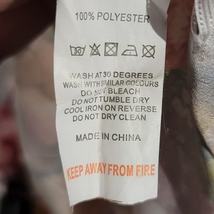 100% POLYESTER
WASH AT 30 DEGREES
WASH WITH SIMILAR COLOURS
DO NOT BLEACH
DO NOT TUMBLE DRY
COOL IRON ON REVERSE
DO NOT DRY CLEAN
MADE IN CHINA
KEEP AWAY FROM FIRE